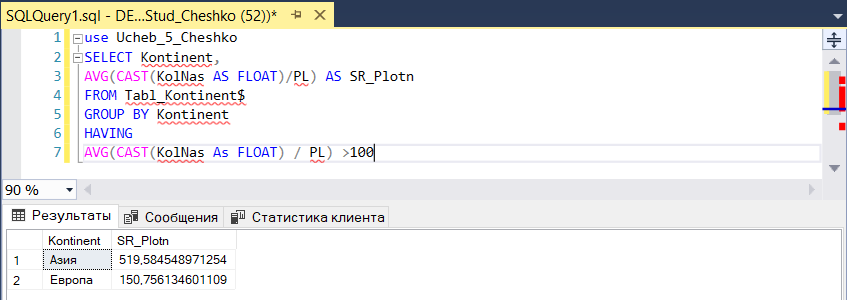 SQLQuery1.sql - DE...Stud_Cheshko (52))*
1 use Ucheb_5_Cheshko
2 SELECT Kontinent,
3 AVG(CAST(KolNas AS FLOAT)/PL) AS SR_Plotn
4 FROM Tabl_Kontinent$
5 GROUP BY Kontinent
6 HAVING
7 AVG(CAST(KolNas As FLOAT) / PL) >100
90 %
Результаты Сообщения Статистика клиента
Kontinent SR_Plotn
1 Азия 519,584548971254
2 Европа 150,756134601109